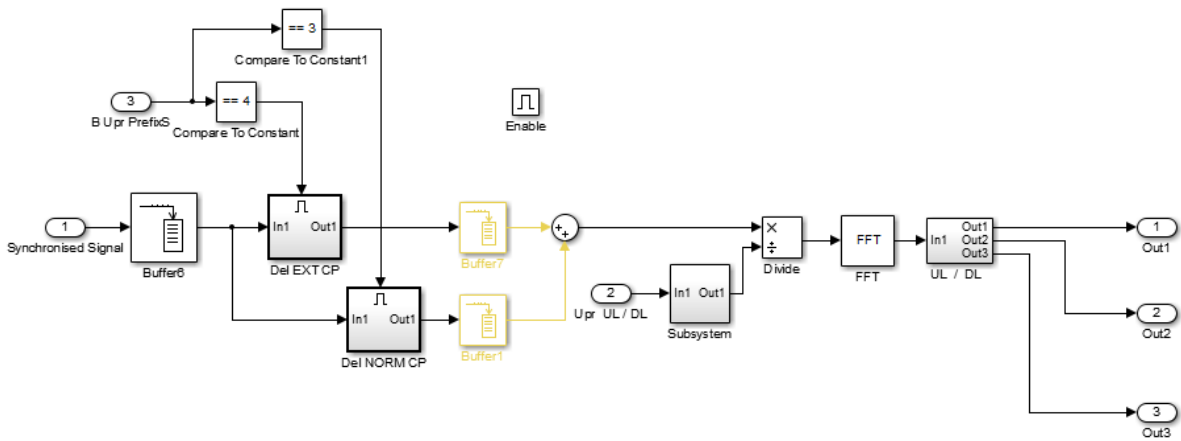 == 3
Compare To Constant1
3
B Upr PrefixS
== 4
Compare To Constant
Enable
1
Synchronised Signal
Buffer6
In1 Out1
Del EXT CP
In1 Out1
Del NORM CP
Buffer7
Buffer1
+
+
2
Upr UL / DL
In1 Out1
Subsystem
×
÷
Divide
FFT
FFT
In1
Out1
Out2
Out3
UL / DL
1
Out1
2
Out2
3
Out3